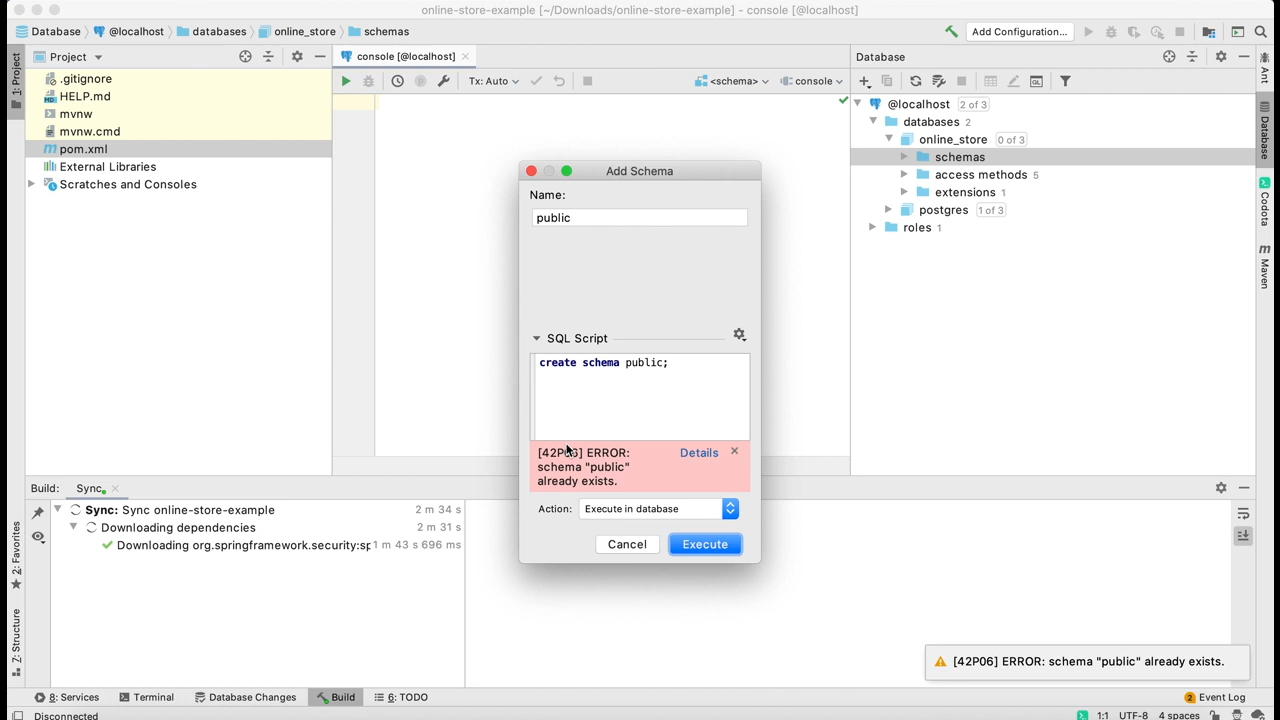 online-store-example [~/Downloads/online-store-example] - console [@localhost]
Database
@localhost
databases
online_store
schemas
Add Configuration...
1: Project
Project
.gitignore
HELP.md
mvnw
mvnw.cmd
pom.xml
External Libraries
Scratches and Consoles
console [@localhost]
Tx: Auto
<schema>
console
Database
@localhost 2 of 3
databases 2
online_store 0 of 3
schemas
access methods 5
extensions 1
postgres 1 of 3
roles 1
Ant
Database
Codota
Maven
Add Schema
Name:
public
SQL Script
create schema public;
[42P06] ERROR:
schema "public"
already exists.
Details
Action:
Execute in database
Cancel
Execute
Build:
Sync
Sync: Sync online-store-example 2 m 34 s
Downloading dependencies 2 m 31 s
Downloading org.springframework.security:sp 1 m 43 s 696 ms
2: Favorites
Z: Structure
[42P06] ERROR: schema "public" already exists.
8: Services
Terminal
Database Changes
Build
6: TODO
2 Event Log
Disconnected
1:1
UTF-8
4 spaces